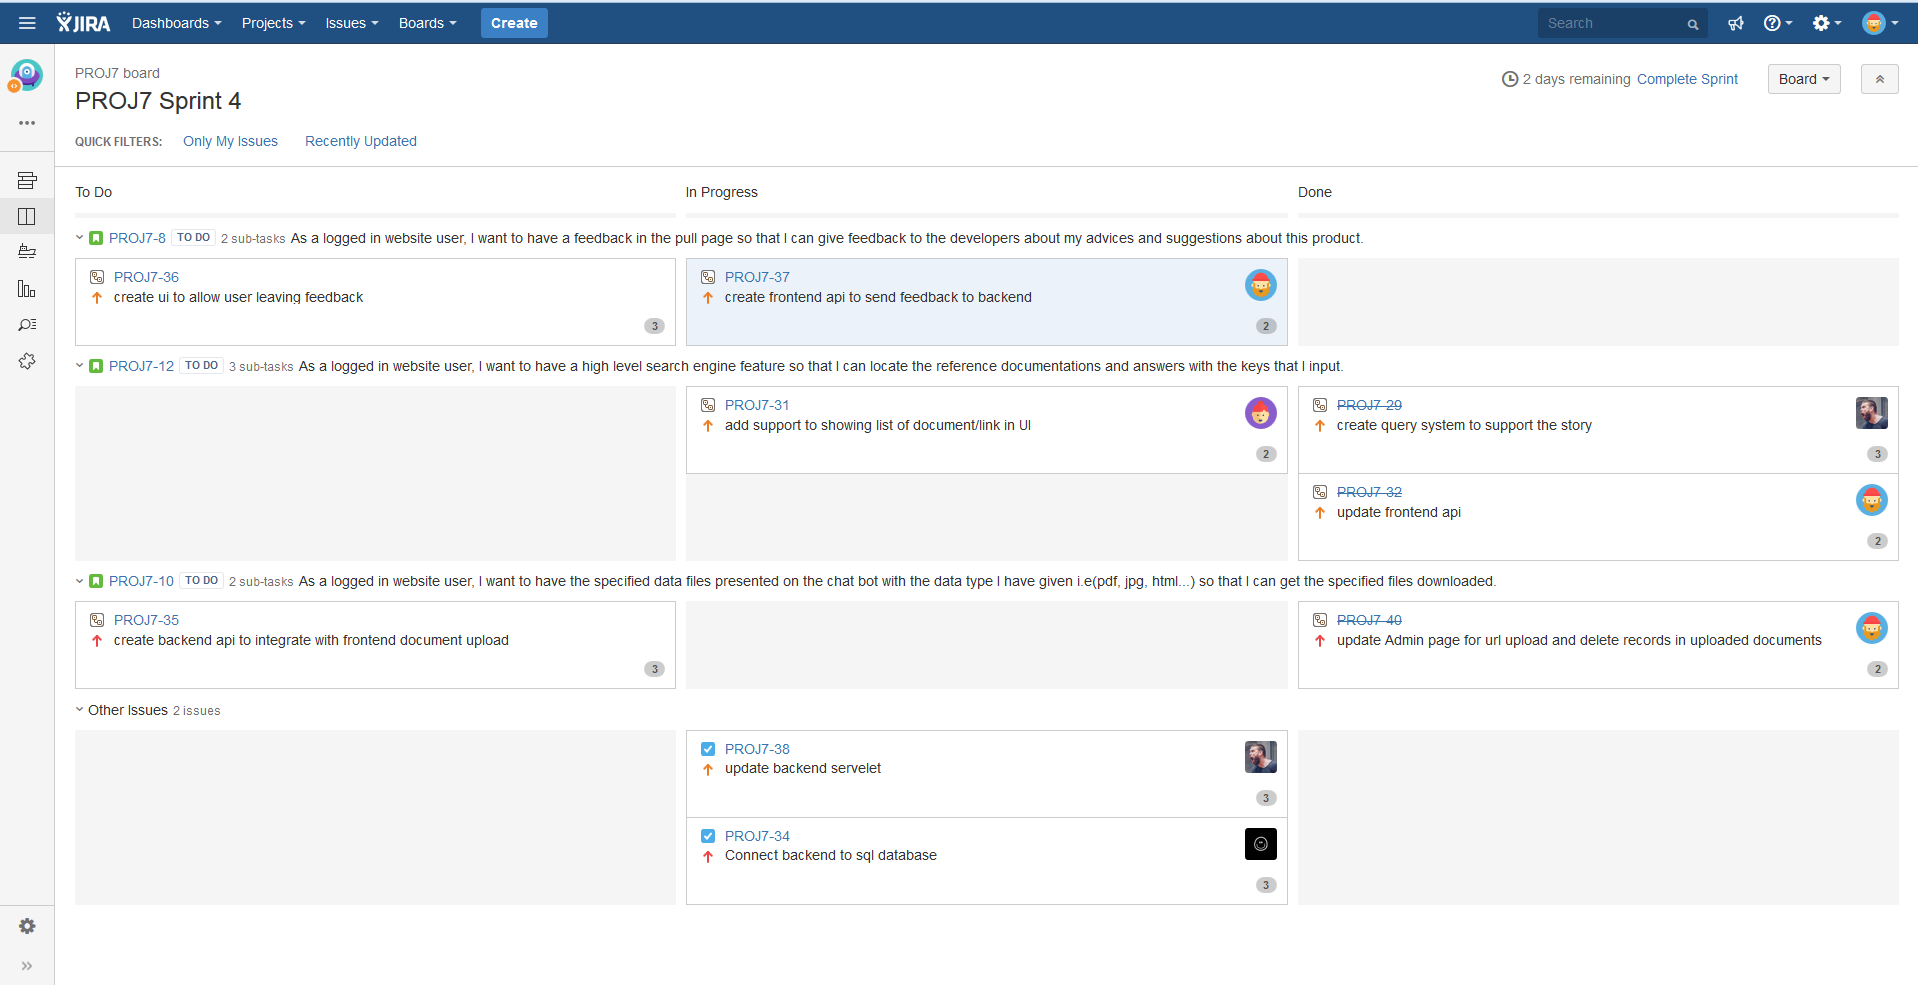 JIRA Dashboards Projects Issues Boards Create Search
PROJ7 board
2 days remaining Complete Sprint Board
PROJ7 Sprint 4
QUICK FILTERS: Only My Issues Recently Updated
To Do In Progress Done
PROJ7-8 TO DO 2 sub-tasks As a logged in website user, I want to have a feedback in the pull page so that I can give feedback to the developers about my advices and suggestions about this product.
PROJ7-36
create ui to allow user leaving feedback
3
PROJ7-37
create frontend api to send feedback to backend
2
PROJ7-12 TO DO 3 sub-tasks As a logged in website user, I want to have a high level search engine feature so that I can locate the reference documentations and answers with the keys that I input.
PROJ7-31
add support to showing list of document/link in UI
2
PROJ7-29
create query system to support the story
3
PROJ7-32
update frontend api
2
PROJ7-10 TO DO 2 sub-tasks As a logged in website user, I want to have the specified data files presented on the chat bot with the data type I have given i.e(pdf, jpg, html...) so that I can get the specified files downloaded.
PROJ7-35
create backend api to integrate with frontend document upload
3
PROJ7-40
update Admin page for url upload and delete records in uploaded documents
2
Other Issues 2 issues
PROJ7-38
update backend servelet
3
PROJ7-34
Connect backend to sql database
3